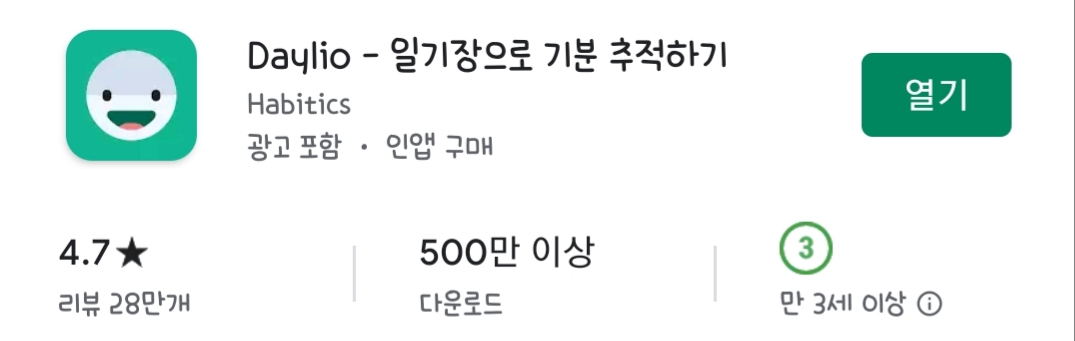 Daylio - 일기장으로 기분 추적하기
Habitics
광고 포함 • 인앱 구매
열기
4.7★
리뷰 28만개
500만 이상
다운로드
3
만 3세 이상 ⓘ